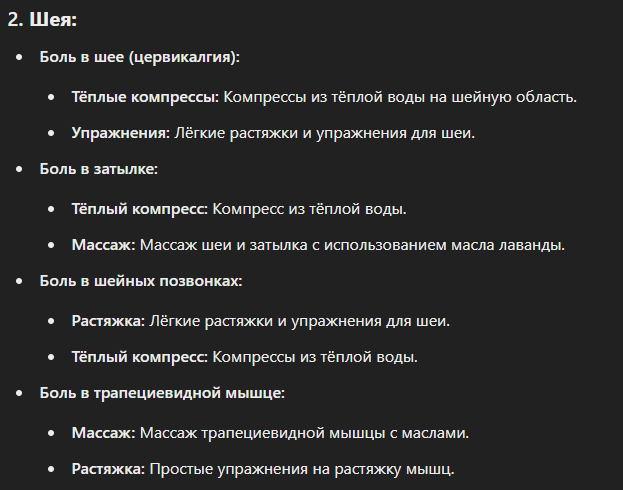 2. Шея:
• Боль в шее (цервикалгия):
• Тёплые компрессы: Компрессы из тёплой воды на шейную область.
• Упражнения: Лёгкие растяжки и упражнения для шеи.
• Боль в затылке:
• Тёплый компресс: Компресс из тёплой воды.
• Массаж: Массаж шеи и затылка с использованием масла лаванды.
• Боль в шейных позвонках:
• Растяжка: Лёгкие растяжки и упражнения для шеи.
• Тёплый компресс: Компрессы из тёплой воды.
• Боль в трапециевидной мышце:
• Массаж: Массаж трапециевидной мышцы с маслами.
• Растяжка: Простые упражнения на растяжку мышц.